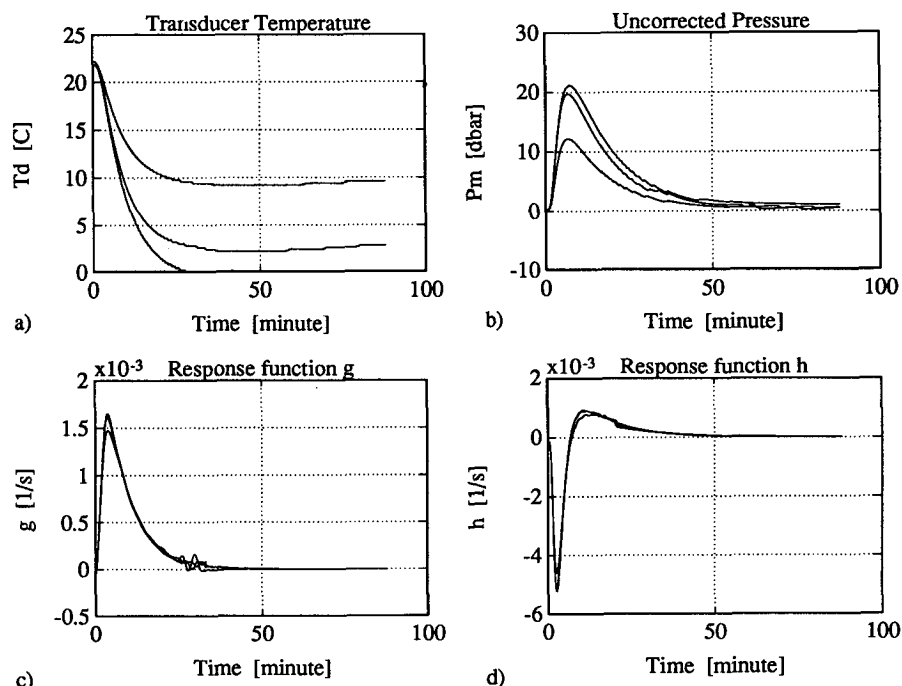 Transducer Temperature
25
20
15
10
5
0
Td [C]
0 50 100
Time [minute]
a)
Uncorrected Pressure
30
20
10
0
-10
Pm [dbar]
0 50 100
Time [minute]
b)
x10-3 Response function g
2
1.5
1
0.5
0
-0.5
g [1/s]
0 50 100
Time [minute]
c)
x10-3 Response function h
2
0
-2
-4
-6
h [1/s]
0 50 100
Time [minute]
d)